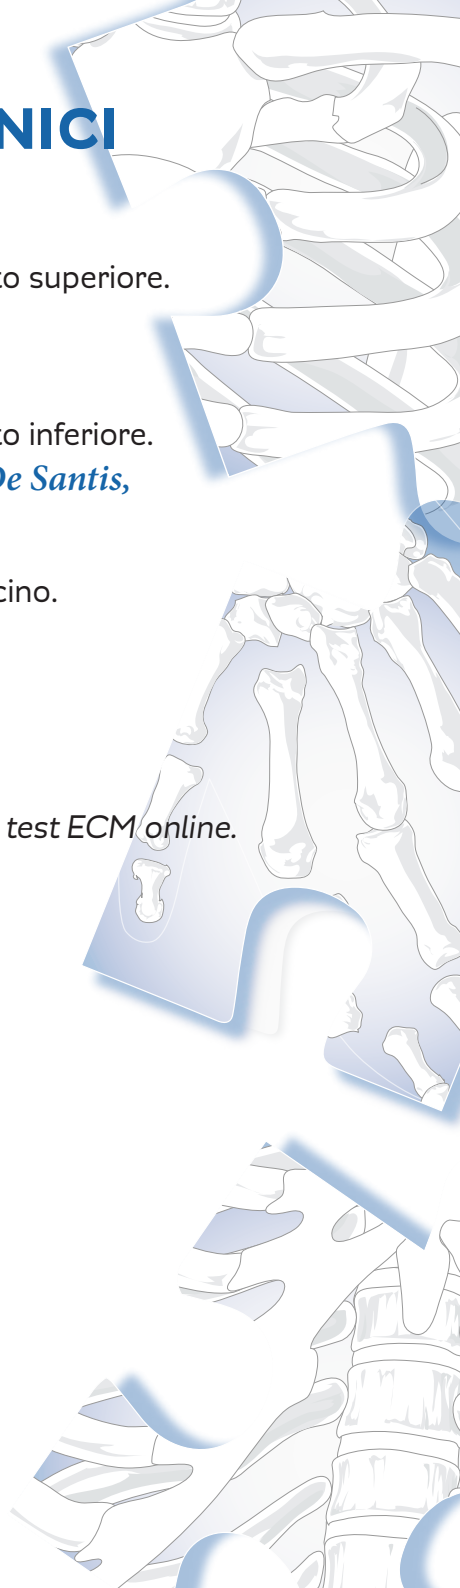 NICI
to superiore.
to inferiore.
De Santis,
cino.
test ECM online.